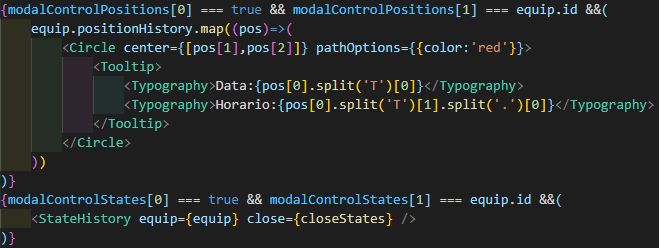 {modalControlPositions[0] === true && modalControlPositions[1] === equip.id &&(
equip.positionHistory.map((pos)=>(
<Circle center={[pos[1],pos[2]]} pathOptions={{color:'red'}}>
<Tooltip>
<Typography>Data:{pos[0].split('T')[0]}</Typography>
<Typography>Horario:{pos[0].split('T')[1].split('.')[0]}</Typography>
</Tooltip>
</Circle>
))
)}
{modalControlStates[0] === true && modalControlStates[1] === equip.id &&(
<StateHistory equip={equip} close={closeStates} />
)}